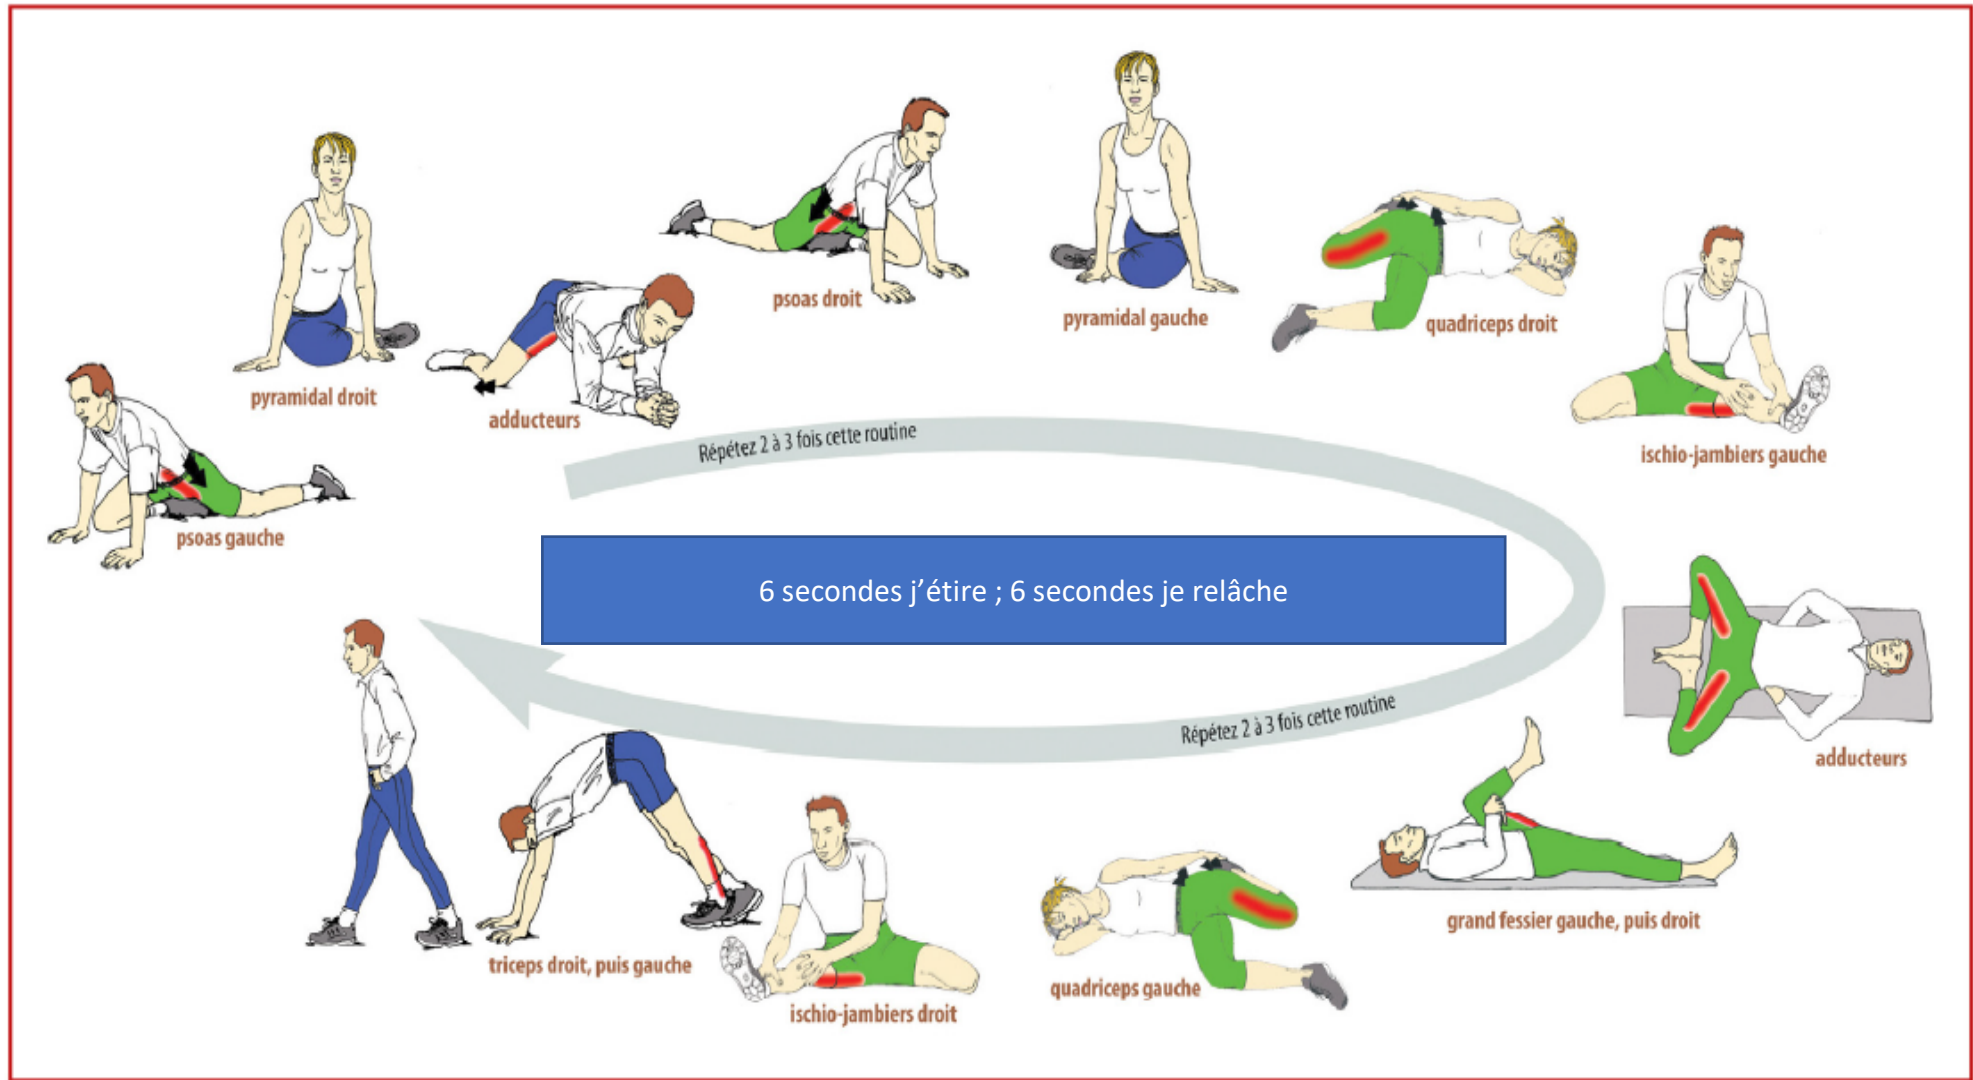 psoas droit
pyramidal gauche
quadriceps droit
pyramidal droit
adducteurs
ischio-jambiers gauche
psoas gauche
Répétez 2 à 3 fois cette routine
6 secondes j’étire ; 6 secondes je relâche
Répétez 2 à 3 fois cette routine
adducteurs
grand fessier gauche, puis droit
triceps droit, puis gauche
quadriceps gauche
ischio-jambiers droit